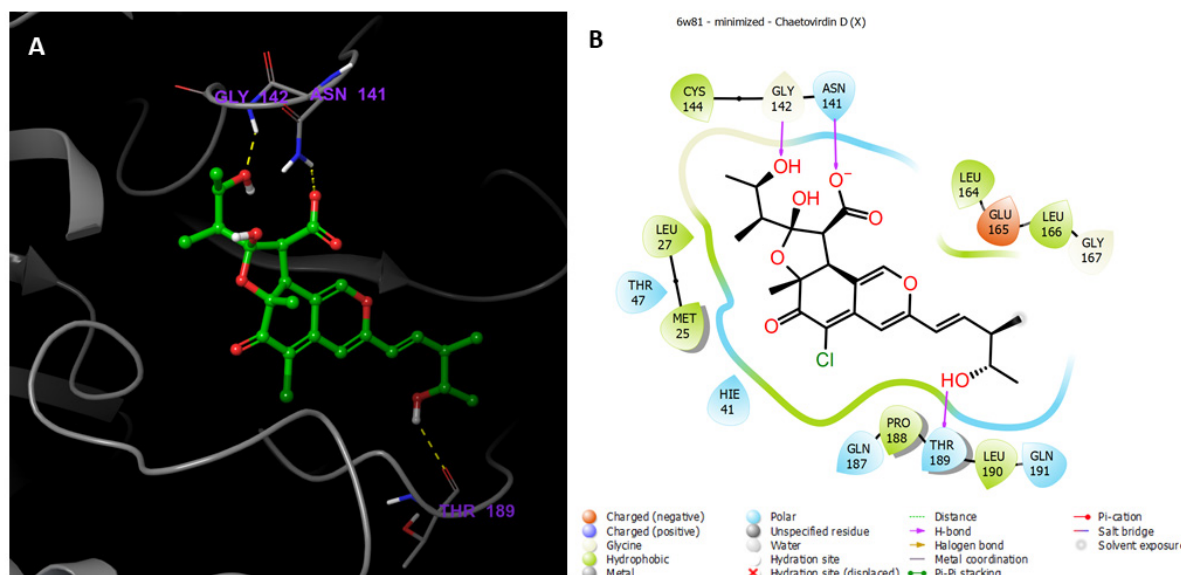 A
GLY 142 ASN 141
THR 189
B
6w81 - minimized - Chaetovirdin D (X)
CYS
144
GLY
142
ASN
141
OH
O⁻
OH
O
O
LEU
164
GLU
165
LEU
166
GLY
167
LEU
27
THR
47
MET
25
O
O
Cl
HO
HIE
41
GLN
187
PRO
188
THR
189
LEU
190
GLN
191
Charged (negative)
Charged (positive)
Glycine
Hydrophobic
Metal
Polar
Unspecified residue
Water
Hydration site
Hydration site (displaced)
Distance
H-bond
Halogen bond
Metal coordination
Pi-Pi stacking
Pi-cation
Salt bridge
Solvent exposure